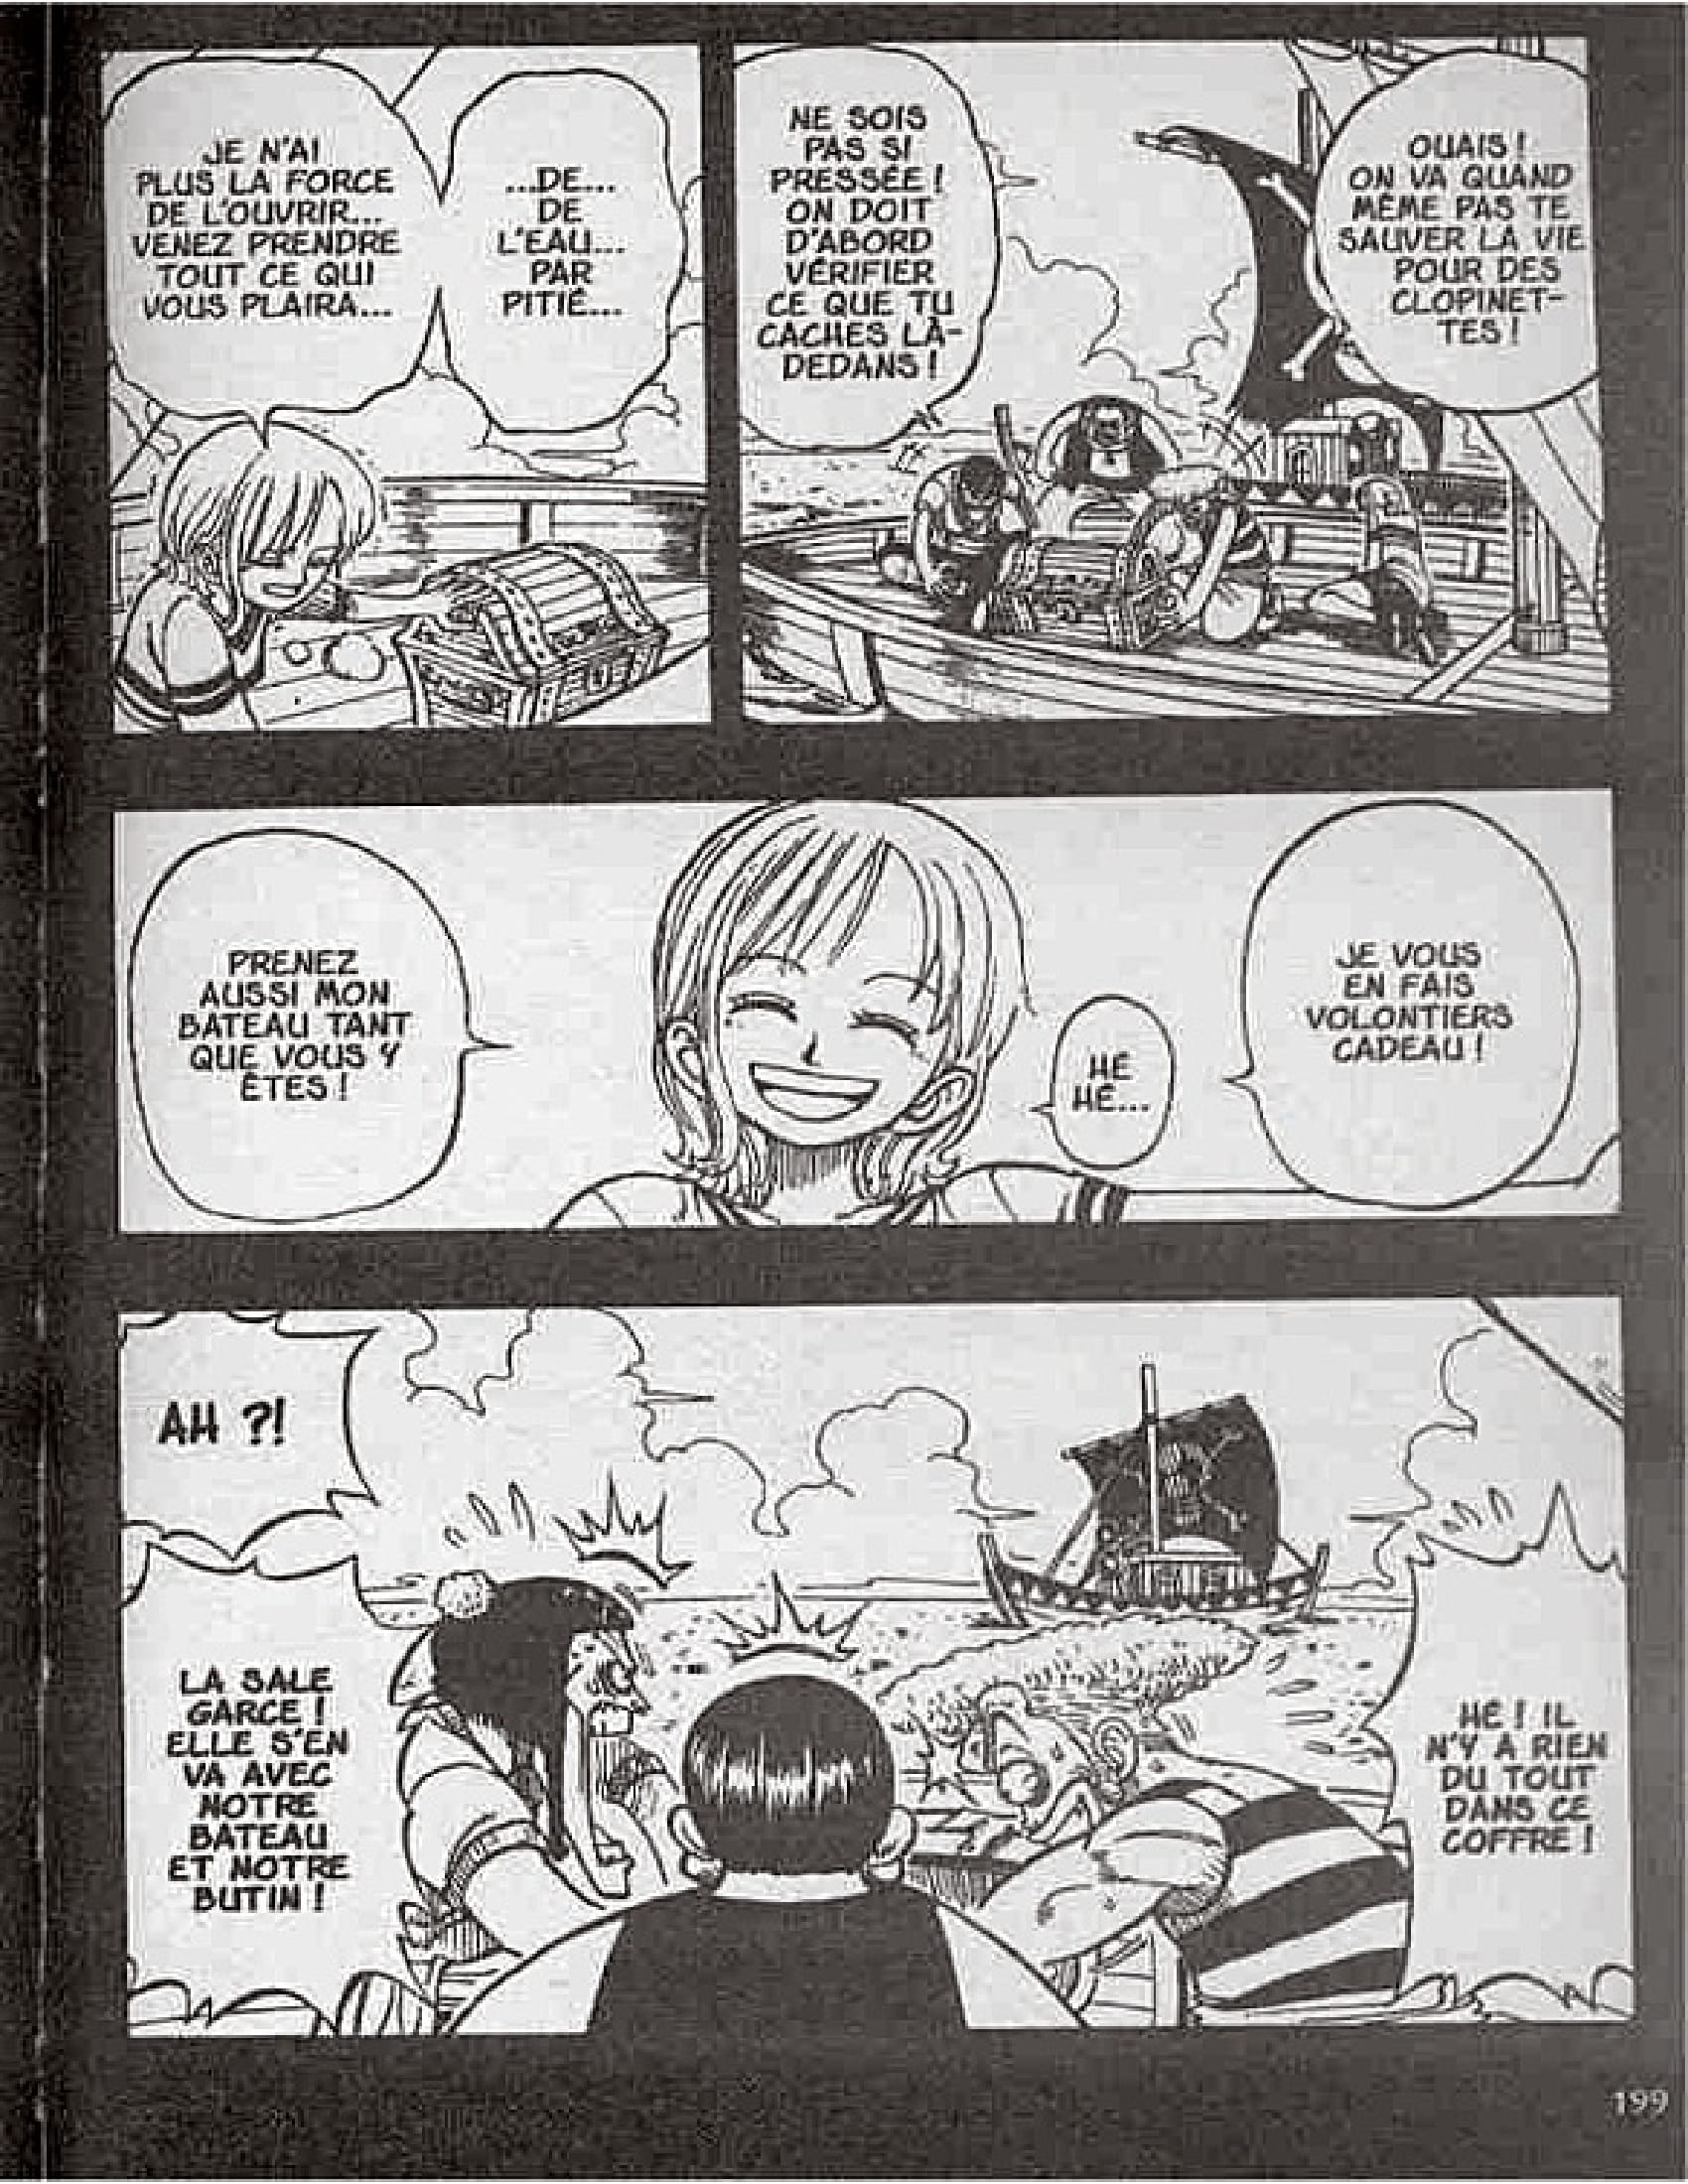 OUAIS !
ON VA QUAND
MÊME PAS TE
SAUVER LA VIE
POUR DES
CLOPINET-
TES !
NE SOIS
PAS SI
PRESSÉE !
ON DOIT
D'ABORD
VÉRIFIER
CE QUE TU
CACHES LÀ-
DEDANS !
...DE...
DE
L'EAU...
PAR
PITIÉ...
JE N'AI
PLUS LA FORCE
DE L'OUVRIR...
VENEZ PRENDRE
TOUT CE QUI
VOUS PLAIRA...
JE VOUS
EN FAIS
VOLONTIERS
CADEAU !
HÉ
HÉ...
PRENEZ
AUSSI MON
BATEAU TANT
QUE VOUS Y
ÊTES !
HÉ ! IL
N'Y A RIEN
DU TOUT
DANS CE
COFFRE !
AH ?!
LA SALE
GARCE !
ELLE S'EN
VA AVEC
NOTRE
BATEAU
ET NOTRE
BUTIN !
199